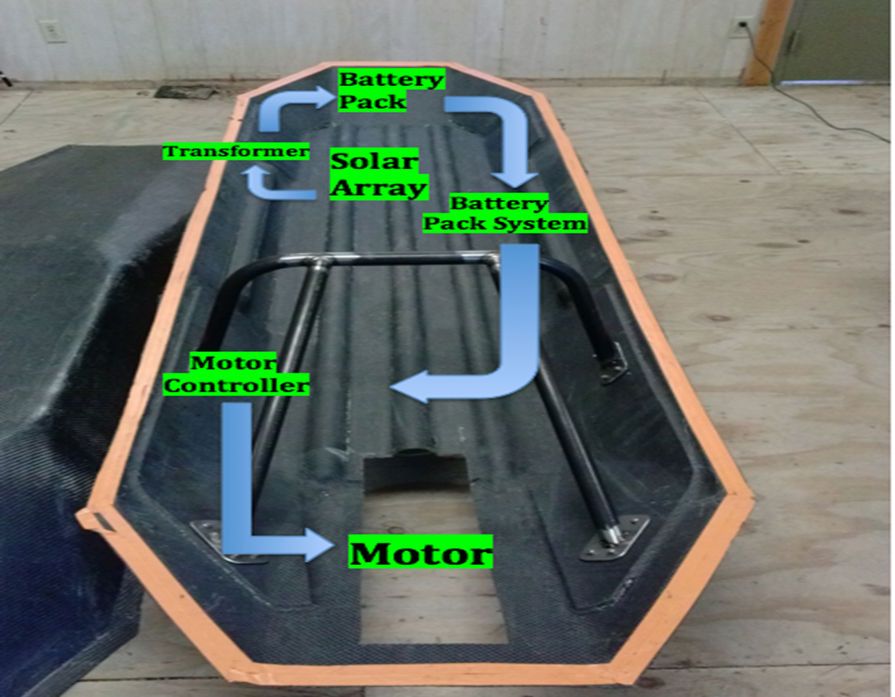 Battery
Pack
Transformer
Solar
Array
Battery
Pack System
Motor
Controller
Motor